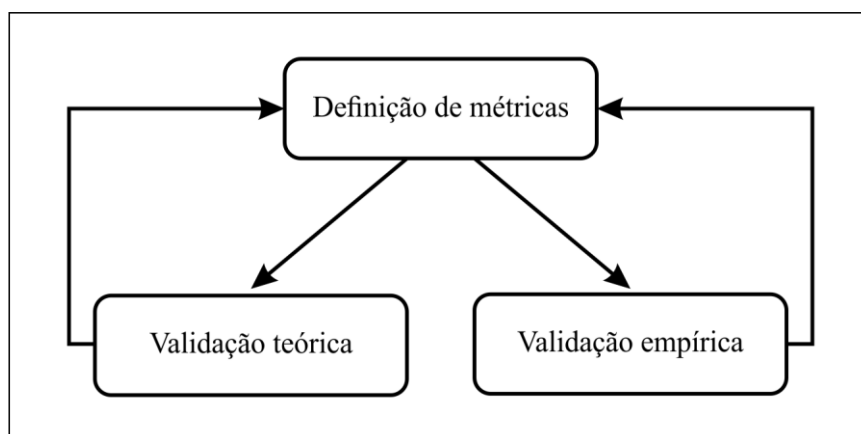 Definição de métricas
Validação teórica
Validação empírica